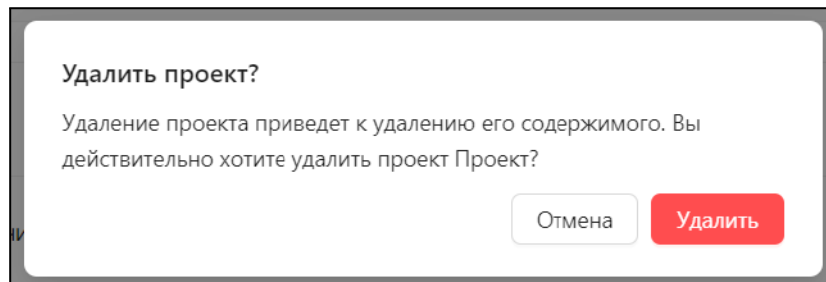 Удалить проект?
Удаление проекта приведет к удалению его содержимого. Вы
действительно хотите удалить проект Проект?
Отмена
Удалить